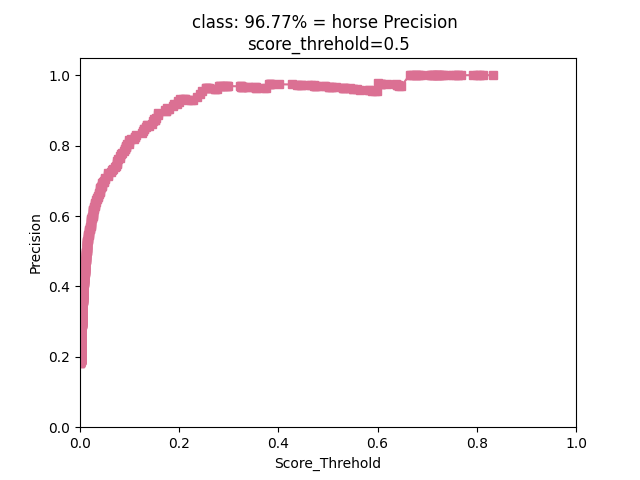 class: 96.77% = horse Precision
score_threhold=0.5
1.0
0.8
0.6
0.4
0.2
0.0
Precision
0.0 0.2 0.4 0.6 0.8 1.0
Score_Threhold